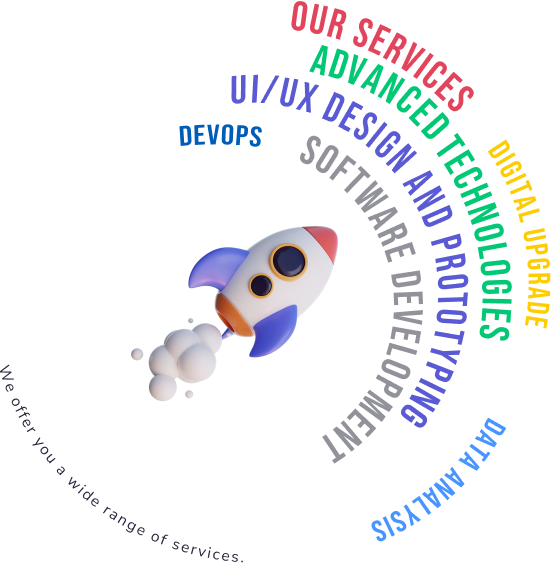 OUR SERVICES
ADVANCED TECHNOLOGIES
UI/UX DESIGN AND PROTOTYPING
DEVOPS
SOFTWARE DEVELOPMENT
DIGITAL UPGRADE
DATA ANALYSIS
We offer you a wide range of services.